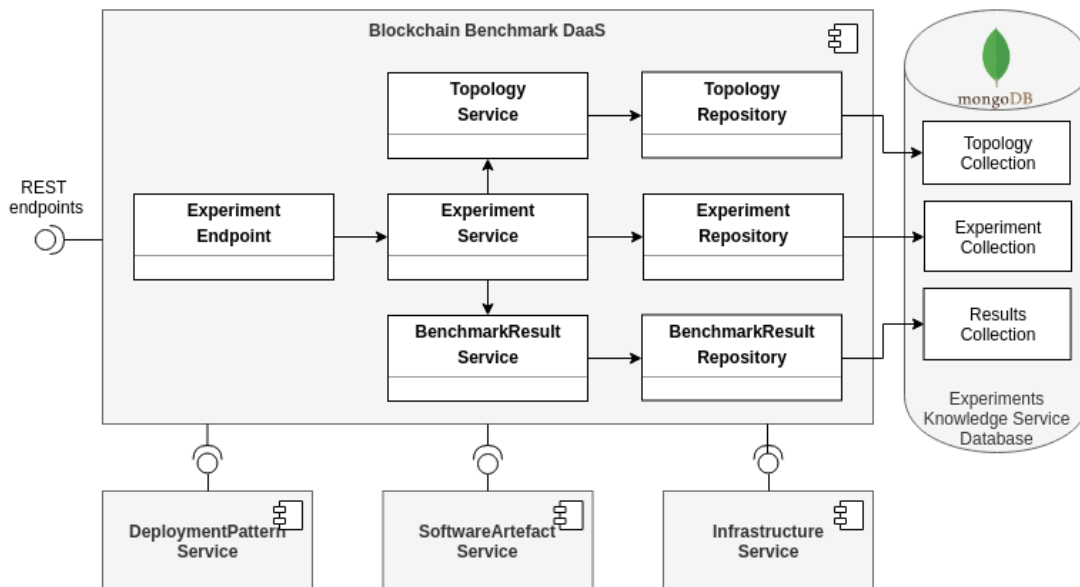 Blockchain Benchmark DaaS
mongoDB
Topology
Service
Topology
Repository
Topology
Collection
REST
endpoints
Experiment
Endpoint
Experiment
Service
Experiment
Repository
Experiment
Collection
BenchmarkResult
Service
BenchmarkResult
Repository
Results
Collection
Experiments
Knowledge Service
Database
DeploymentPattern
Service
SoftwareArtefact
Service
Infrastructure
Service